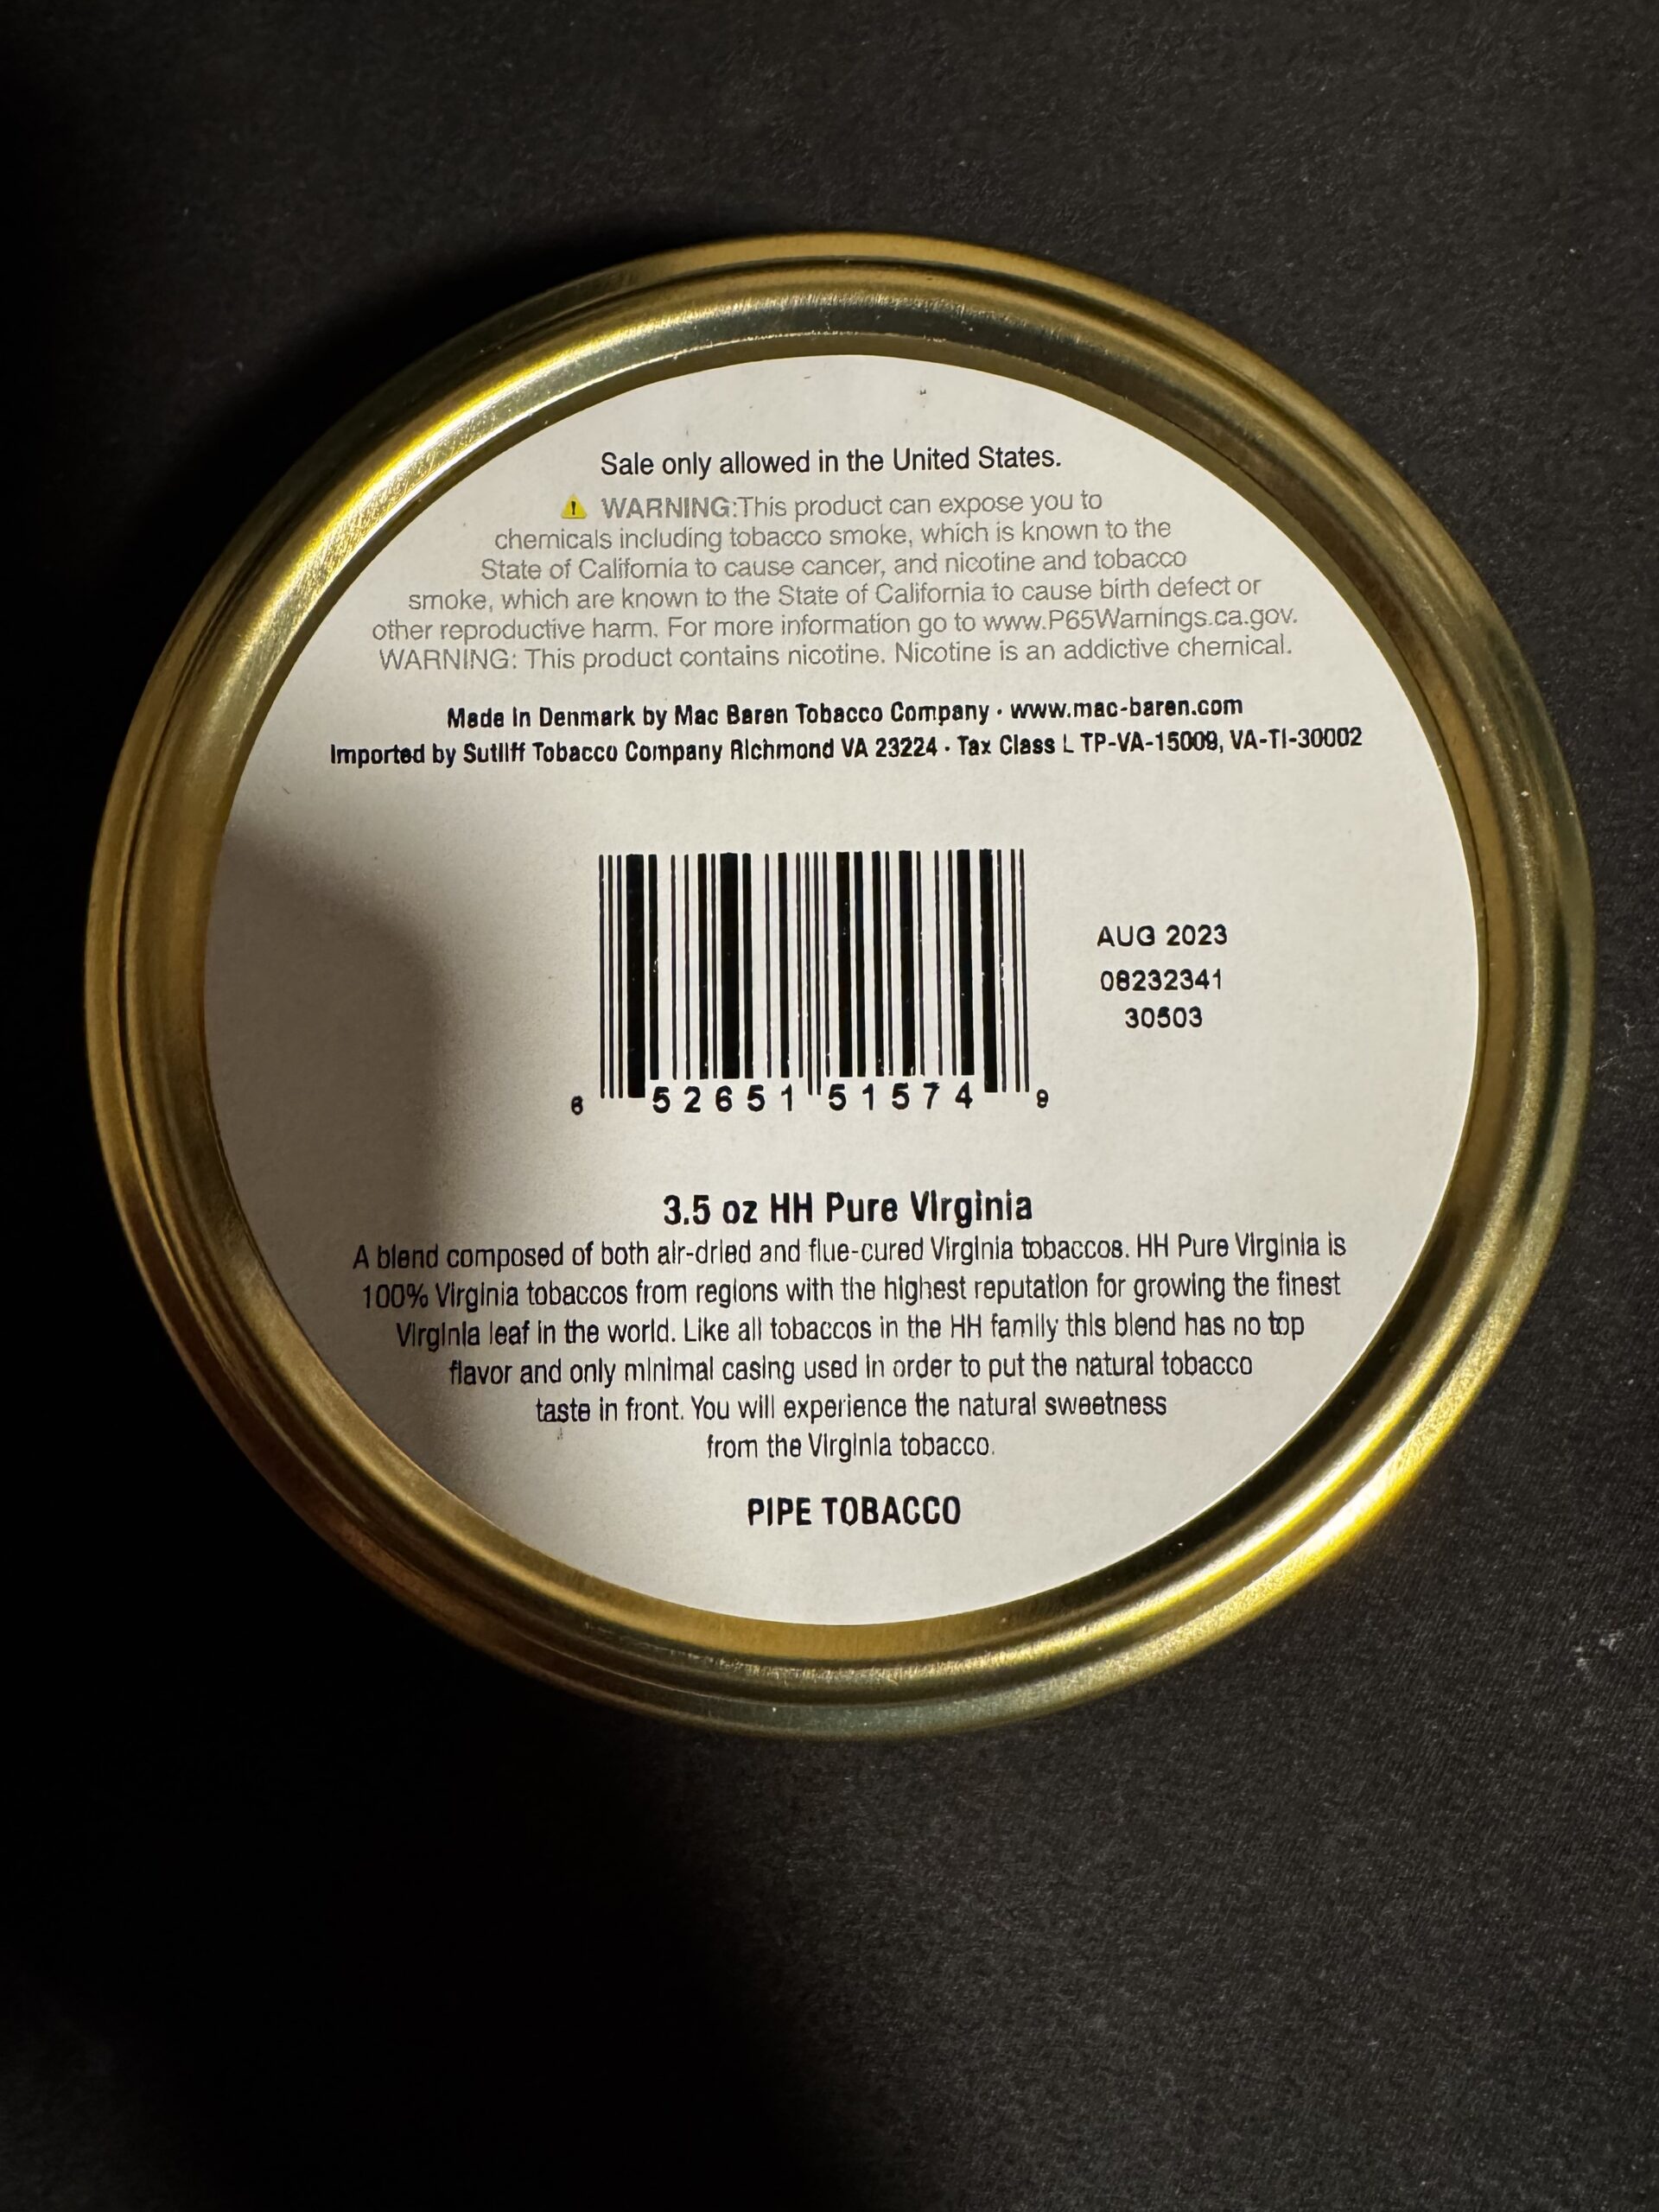 Sale only allowed in the United States.
WARNING:This product can expose you to
chemicals including tobacco smoke, which is known to the
State of California to cause cancer, and nicotine and tobacco
smoke, which are known to the State of California to cause birth defect or
other reproductive harm. For more information go to www.P65Warnings.ca.gov.
WARNING: This product contains nicotine. Nicotine is an addictive chemical.
Made in Denmark by Mac Baren Tobacco Company · www.mac-baren.com
Imported by Sutliff Tobacco Company Richmond VA 23224 · Tax Class L TP-VA-15009, VA-TI-30002
AUG 2023
08232341
30503
6 52651 51574 9
3.5 oz HH Pure Virginia
A blend composed of both air-dried and flue-cured Virginia tobaccos. HH Pure Virginia is
100% Virginia tobaccos from regions with the highest reputation for growing the finest
Virginia leaf in the world. Like all tobaccos in the HH family this blend has no top
flavor and only minimal casing used in order to put the natural tobacco
taste in front. You will experience the natural sweetness
from the Virginia tobacco.
PIPE TOBACCO